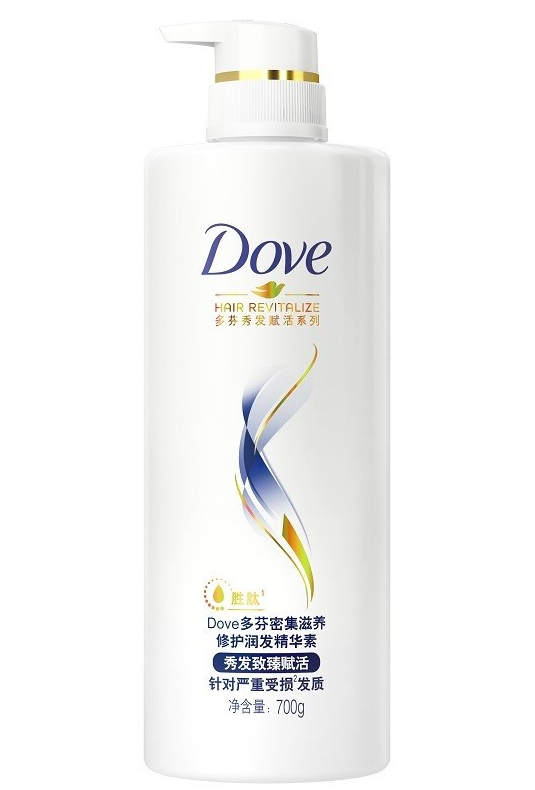 Dove
HAIR REVITALIZE
多芬秀发赋活系列
胜肽¹
Dove多芬密集滋养
修护润发精华素
秀发致臻赋活
针对严重受损²发质
净含量：700g